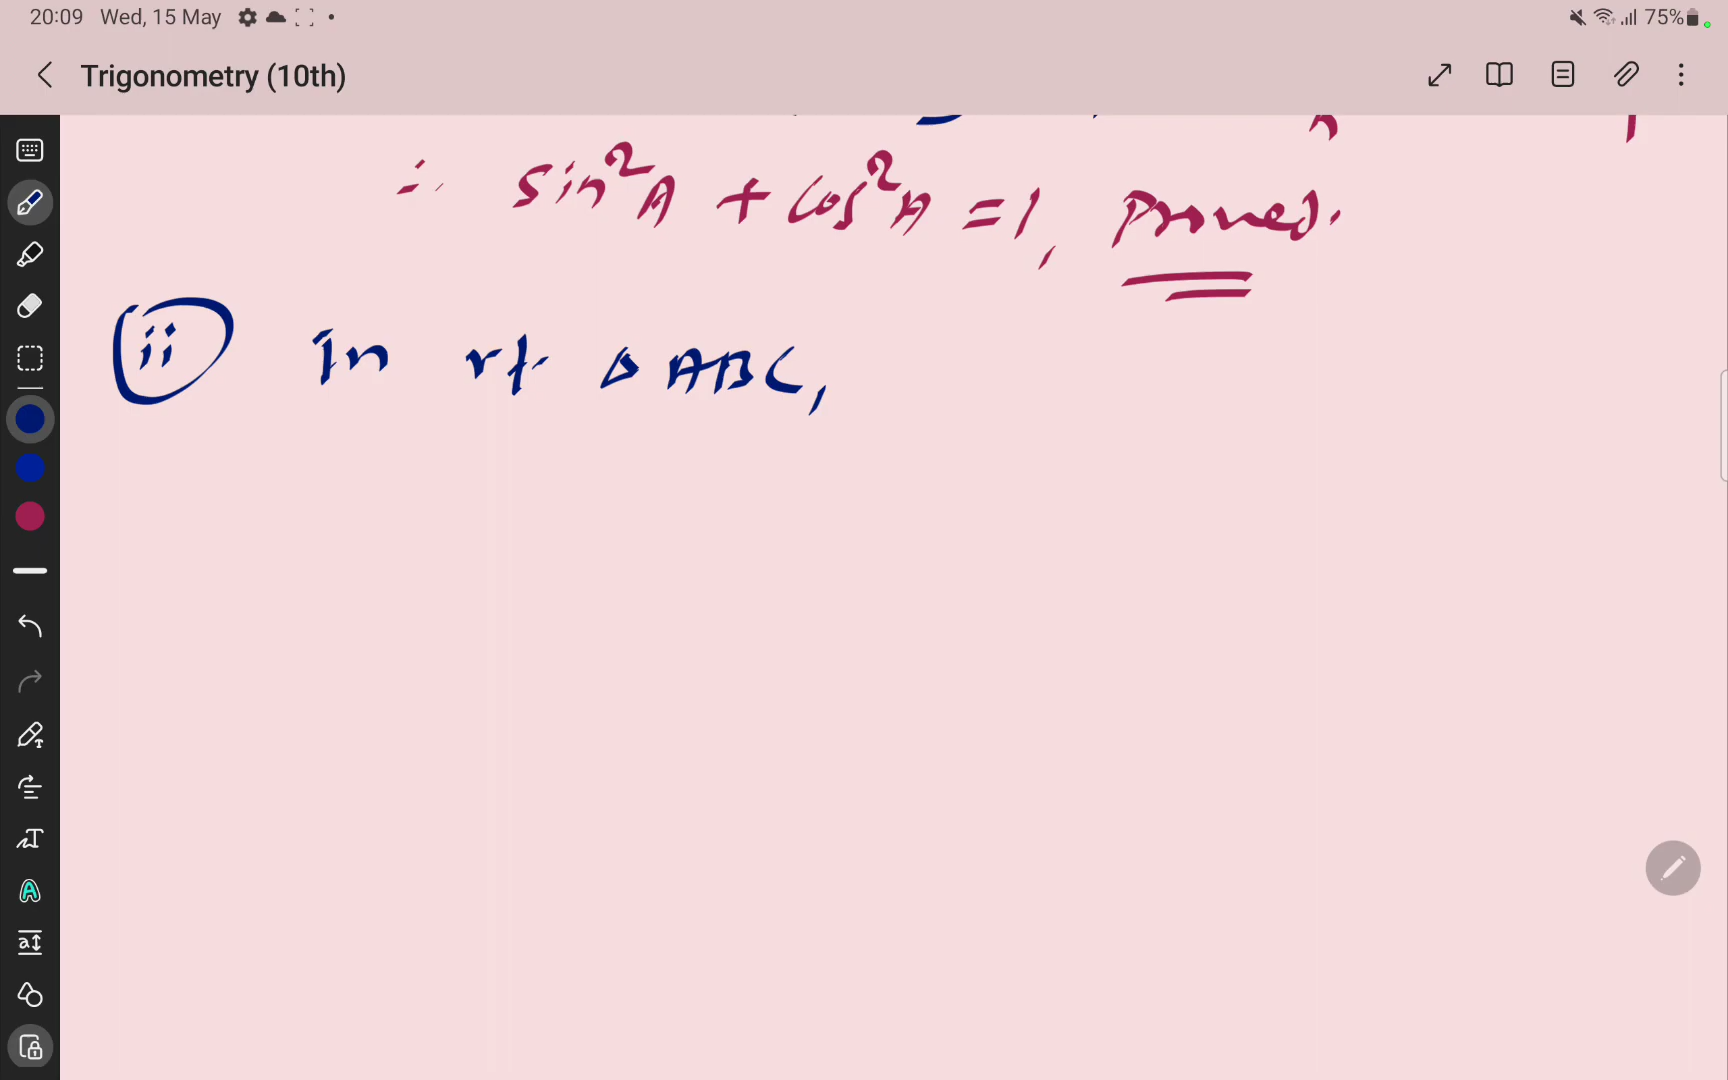 20:09 Wed, 15 May 75%
Trigonometry (10th)
∴ sin²A + cos²A = 1, Proved.
(ii) In rt. △ ABC,